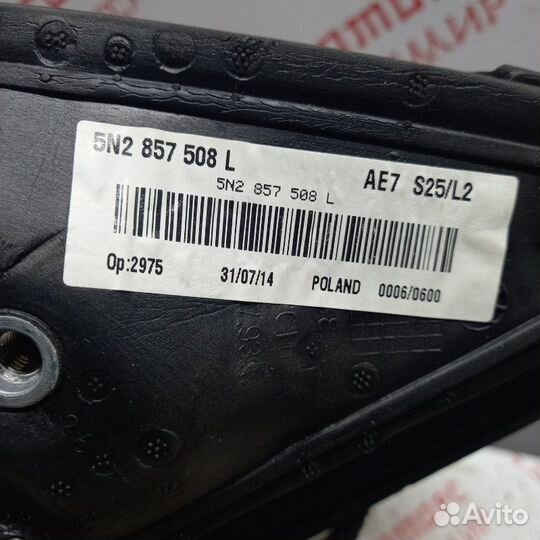 5N2 857 508 L
AE7 S25/L2
5N2 857 508 L
Op:2975
31/07/14
POLAND
0006/0600
Avito